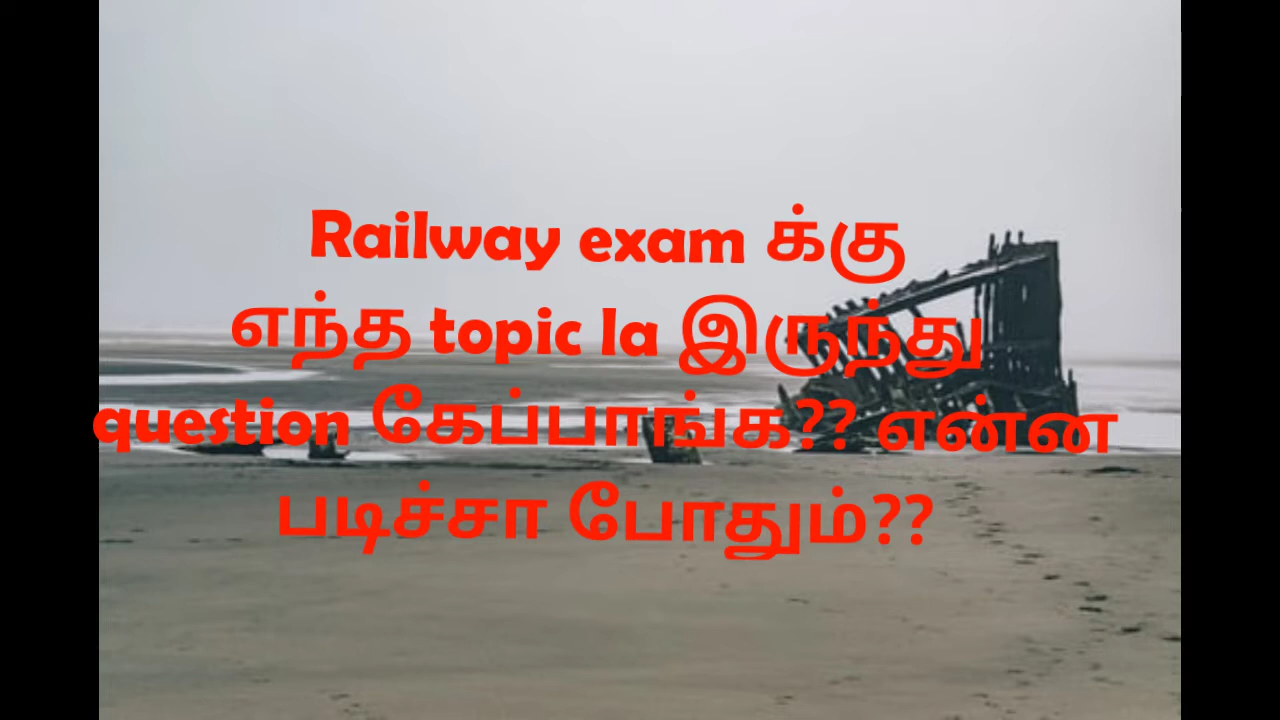 Railway exam க்கு
எந்த topic la இருந்து
question கேப்பாங்க?? என்ன
படிச்சா போதும்??